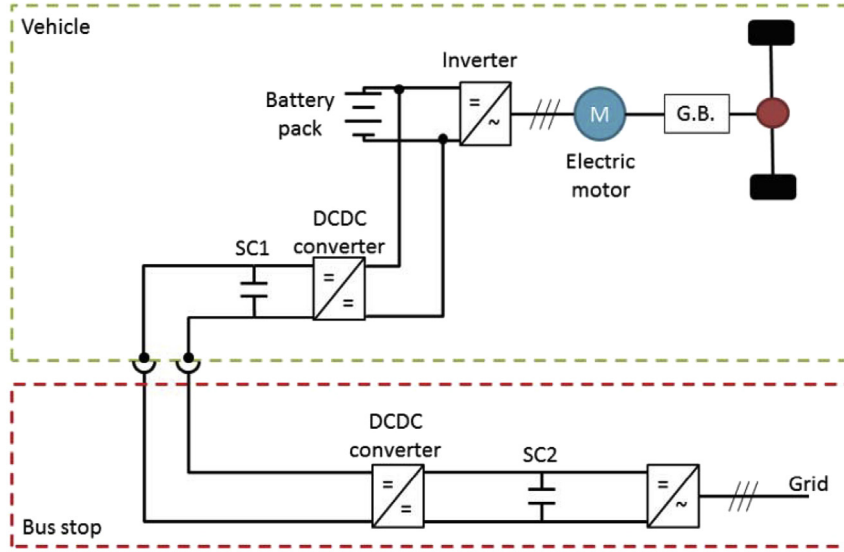 Vehicle
Inverter
Battery
pack
=
~
M
G.B.
Electric
motor
DCDC
converter
SC1
=
=
DCDC
converter
SC2
=
=
=
~
Grid
Bus stop